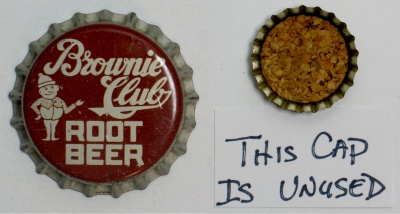 Brownie
Club
ROOT
BEER
THIS CAP
IS UNUSED